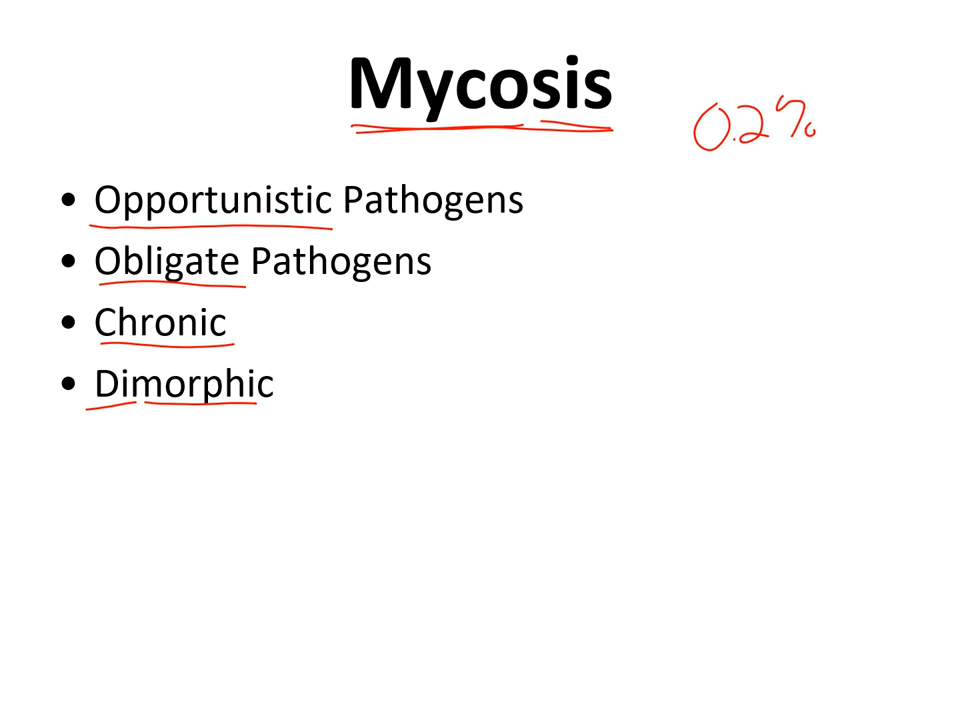 Mycosis
0.2%
• Opportunistic Pathogens
• Obligate Pathogens
• Chronic
• Dimorphic